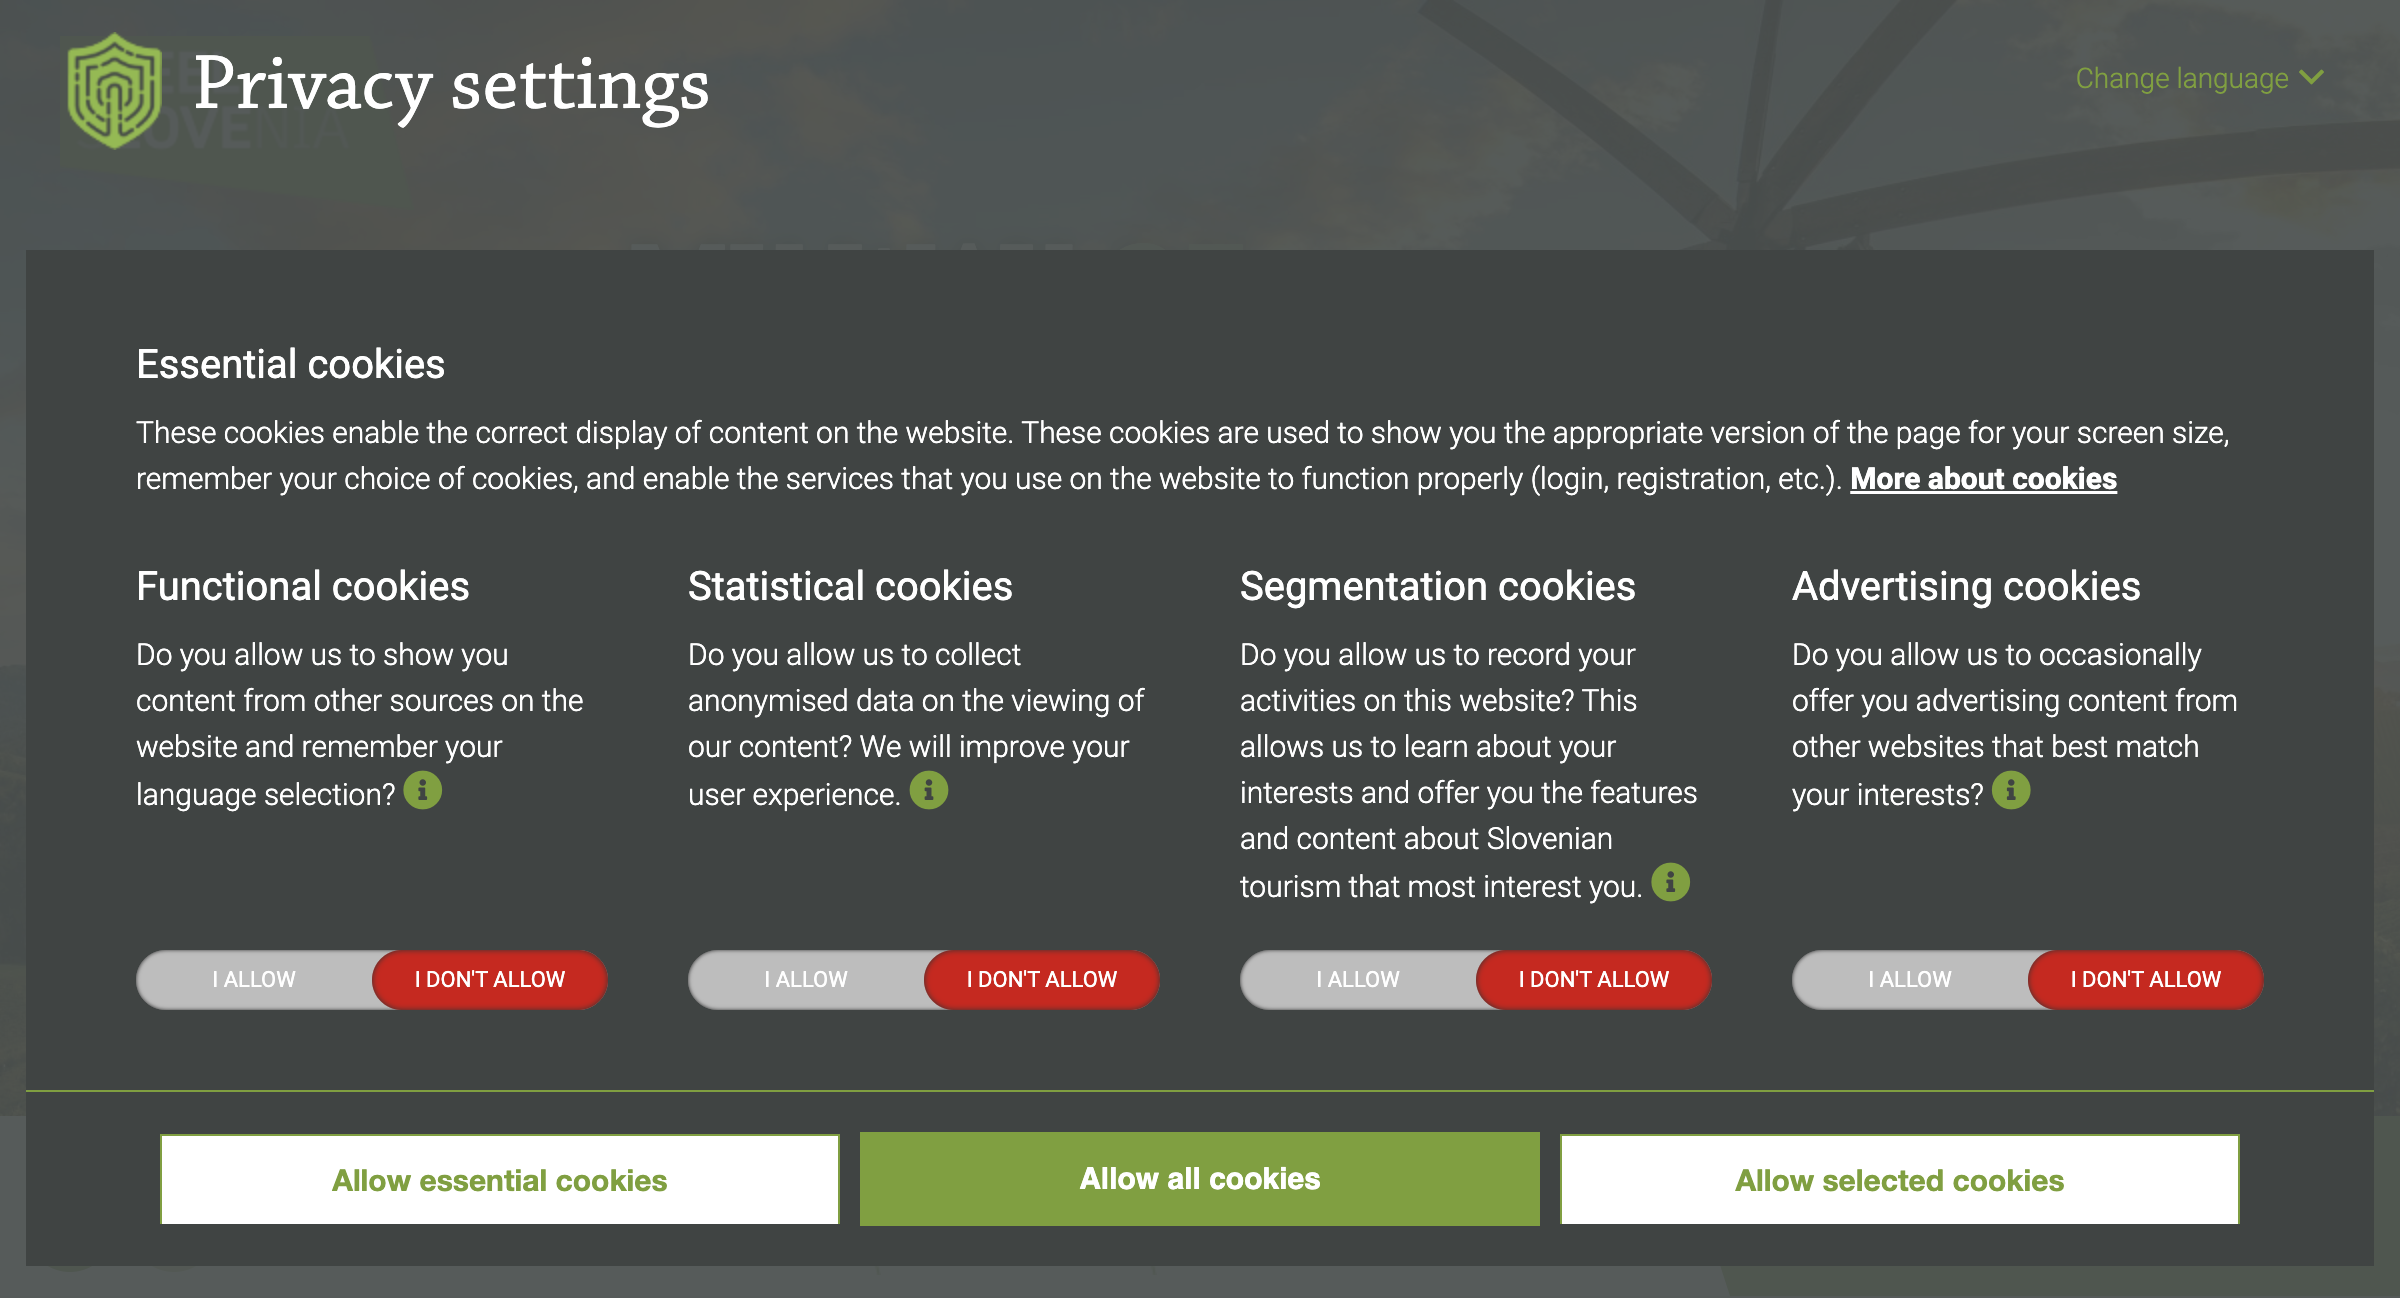 Privacy settings
Change language
SLOVENIA
Essential cookies
These cookies enable the correct display of content on the website. These cookies are used to show you the appropriate version of the page for your screen size,
remember your choice of cookies, and enable the services that you use on the website to function properly (login, registration, etc.). More about cookies
Functional cookies
Do you allow us to show you
content from other sources on the
website and remember your
language selection?
I ALLOW
I DON'T ALLOW
Statistical cookies
Do you allow us to collect
anonymised data on the viewing of
our content? We will improve your
user experience.
I ALLOW
I DON'T ALLOW
Segmentation cookies
Do you allow us to record your
activities on this website? This
allows us to learn about your
interests and offer you the features
and content about Slovenian
tourism that most interest you.
I ALLOW
I DON'T ALLOW
Advertising cookies
Do you allow us to occasionally
offer you advertising content from
other websites that best match
your interests?
I ALLOW
I DON'T ALLOW
Allow essential cookies
Allow all cookies
Allow selected cookies